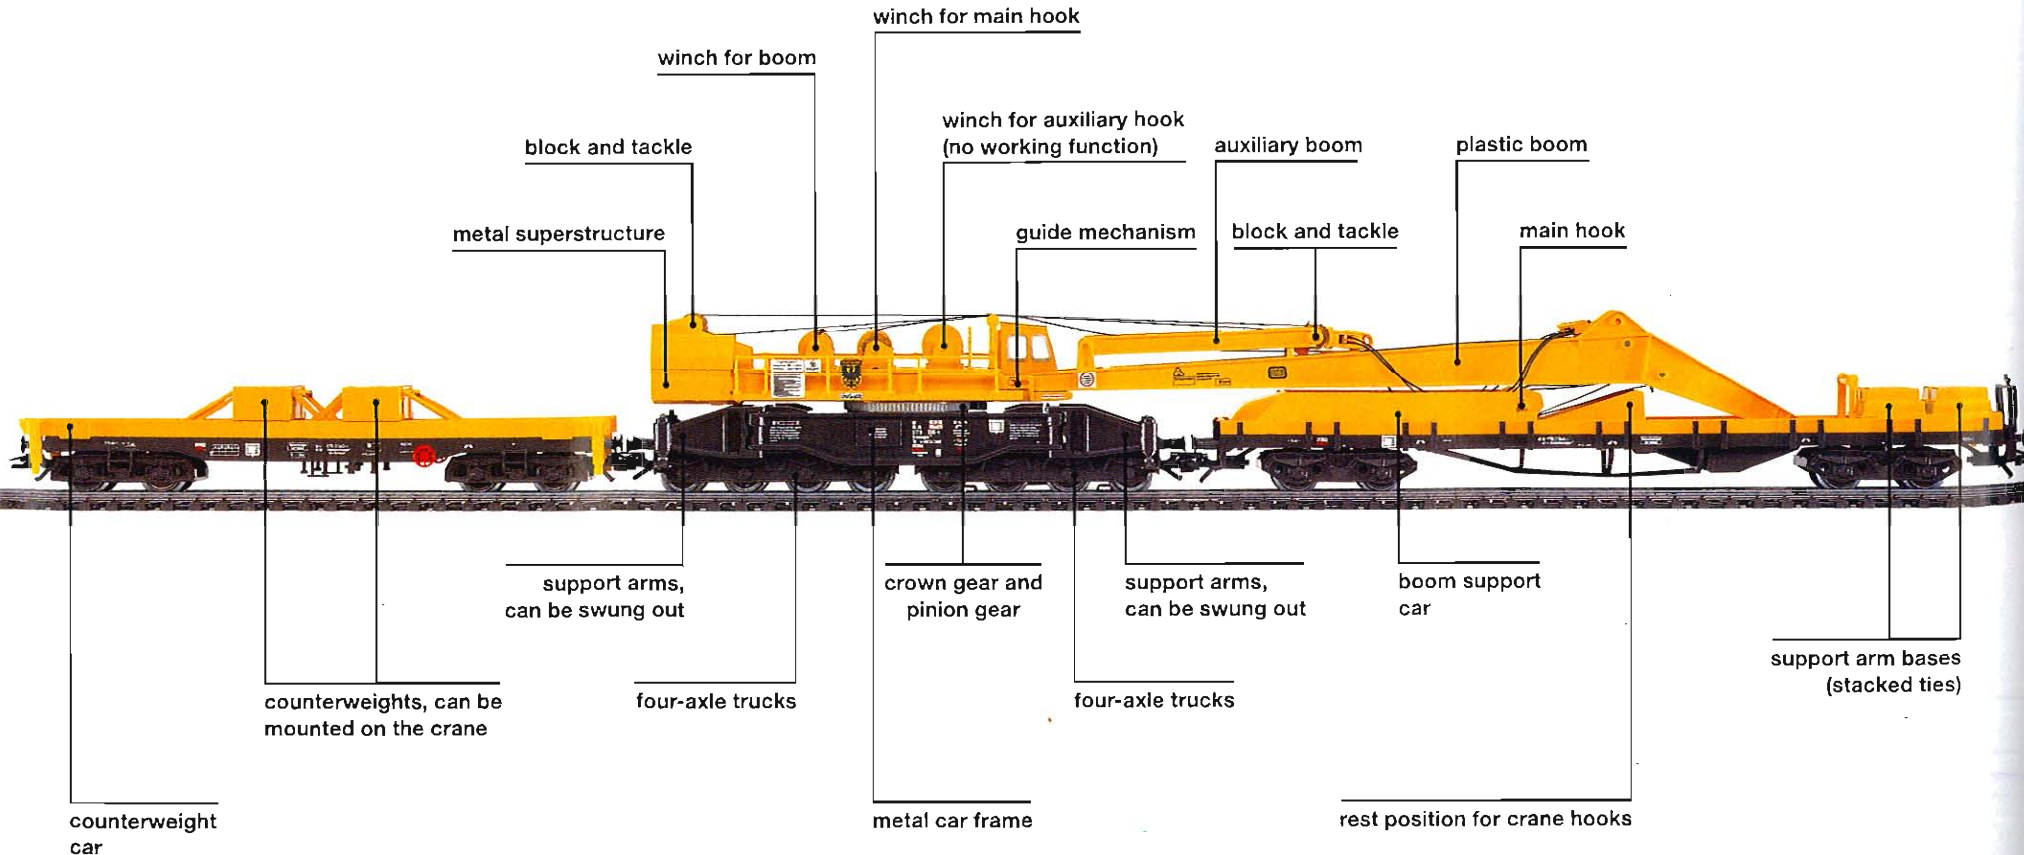 winch for main hook
winch for boom
winch for auxiliary hook
(no working function)
block and tackle
auxiliary boom
plastic boom
metal superstructure
guide mechanism
block and tackle
main hook
support arms,
can be swung out
crown gear and
pinion gear
support arms,
can be swung out
boom support
car
support arm bases
(stacked ties)
counterweights, can be
mounted on the crane
four-axle trucks
four-axle trucks
counterweight
car
metal car frame
rest position for crane hooks